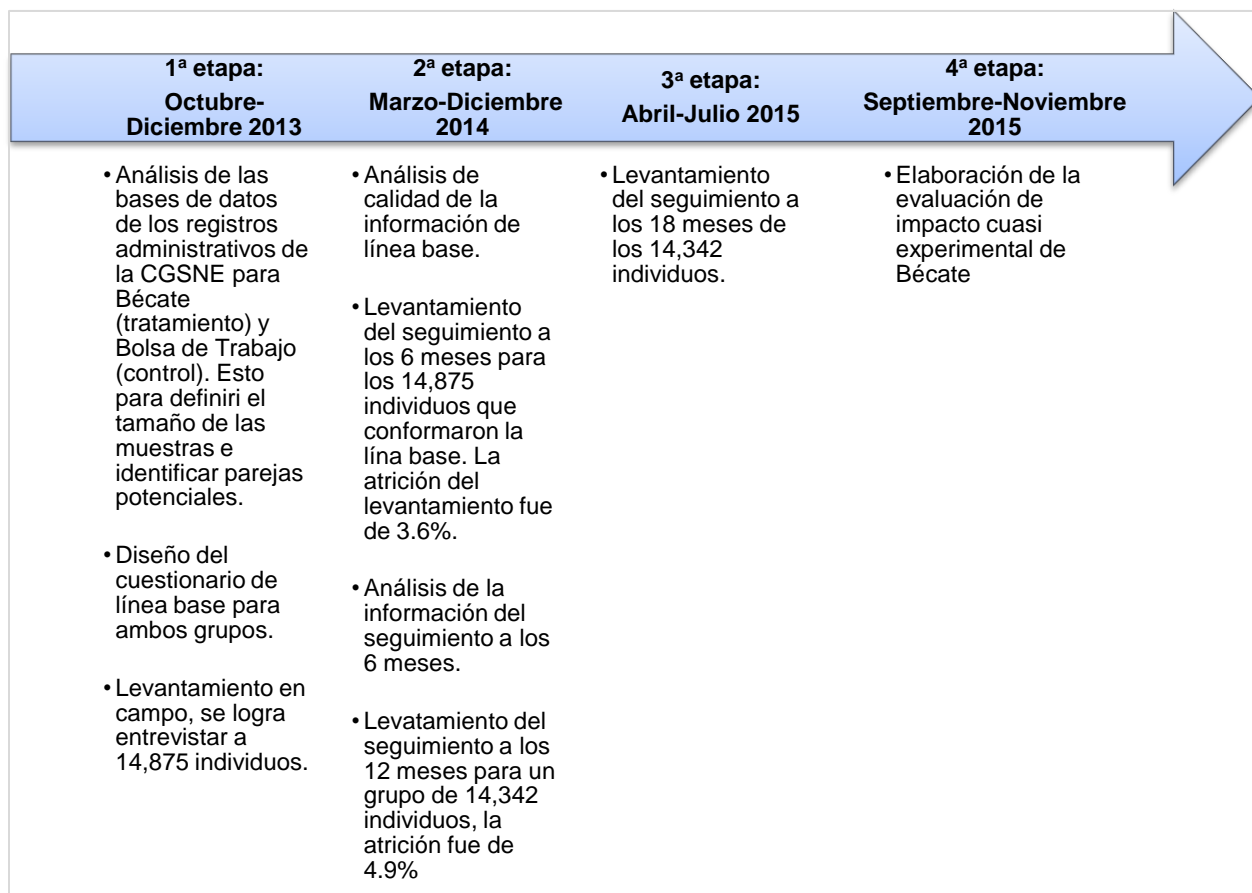 1ª etapa:
Octubre-
Diciembre 2013
• Análisis de las
bases de datos
de los registros
administrativos de
la CGSNE para
Bécate
(tratamiento) y
Bolsa de Trabajo
(control). Esto
para definiri el
tamaño de las
muestras e
identificar parejas
potenciales.
• Diseño del
cuestionario de
línea base para
ambos grupos.
• Levantamiento en
campo, se logra
entrevistar a
14,875 individuos.
2ª etapa:
Marzo-Diciembre
2014
• Análisis de
calidad de la
información de
línea base.
• Levantamiento
del seguimiento a
los 6 meses para
los 14,875
individuos que
conformaron la
lína base. La
atrición del
levantamiento fue
de 3.6%.
• Análisis de la
información del
seguimiento a los
6 meses.
• Levatamiento del
seguimiento a los
12 meses para un
grupo de 14,342
individuos, la
atrición fue de
4.9%
3ª etapa:
Abril-Julio 2015
• Levantamiento
del seguimiento a
los 18 meses de
los 14,342
individuos.
4ª etapa:
Septiembre-Noviembre
2015
• Elaboración de la
evaluación de
impacto cuasi
experimental de
Bécate